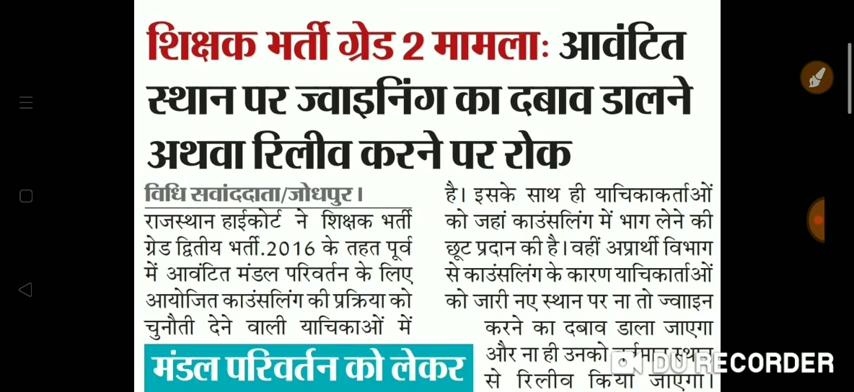 शिक्षक भर्ती ग्रेड 2 मामला: आवंटित
स्थान पर ज्वाइनिंग का दबाव डालने
अथवा रिलीव करने पर रोक
विधि सवांददाता/जोधपुर।
राजस्थान हाईकोर्ट ने शिक्षक भर्ती
ग्रेड द्वितीय भर्ती.2016 के तहत पूर्व
में आवंटित मंडल परिवर्तन के लिए
आयोजित काउंसलिंग की प्रक्रिया को
चुनौती देने वाली याचिकाओं में
मंडल परिवर्तन को लेकर
है। इसके साथ ही याचिकाकर्ताओं
को जहां काउंसलिंग में भाग लेने की
छूट प्रदान की है। वहीं अप्रार्थी विभाग
से काउंसलिंग के कारण याचिकार्ताओं
को जारी नए स्थान पर ना तो ज्वाइन
करने का दबाव डाला जाएगा
और ना ही उनको वर्तमान स्थान
से रिलीव किया जाएगा।
DU RECORDER